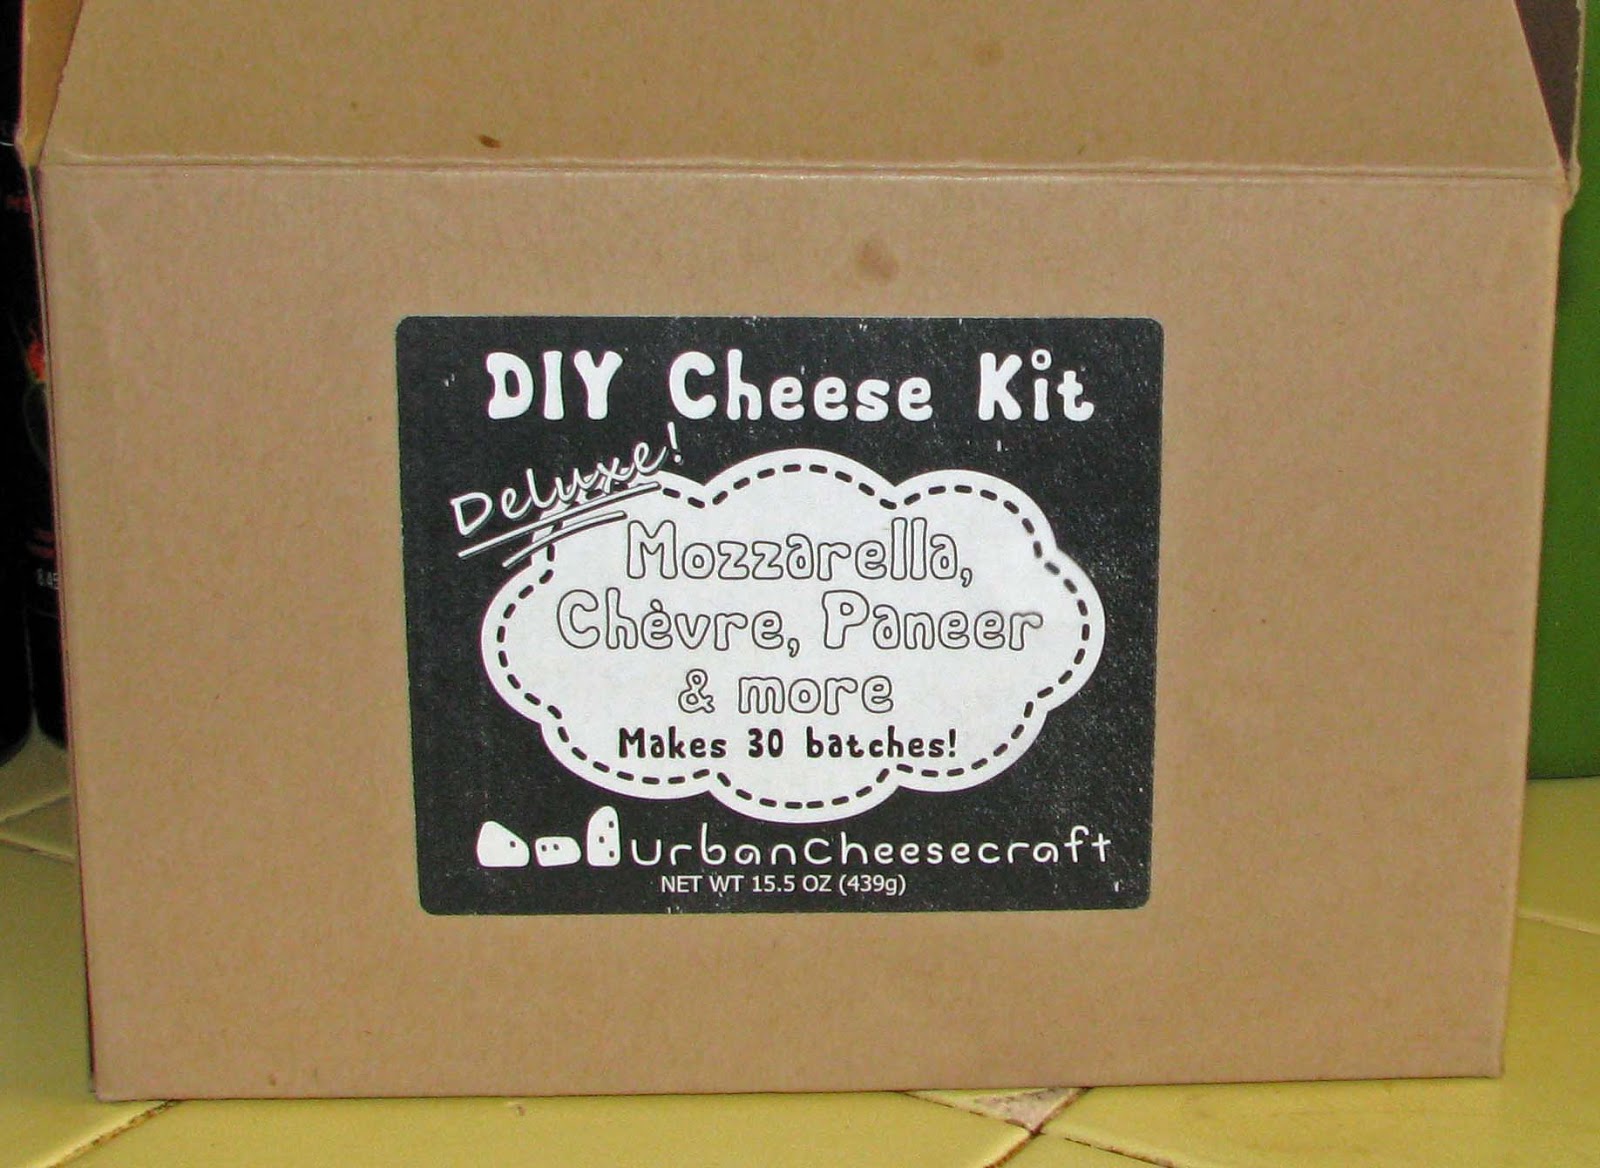 DIY Cheese Kit
Deluxe!
Mozzarella,
Chèvre, Paneer
& more
Makes 30 batches!
urbancheesecraft
NET WT 15.5 OZ (439g)